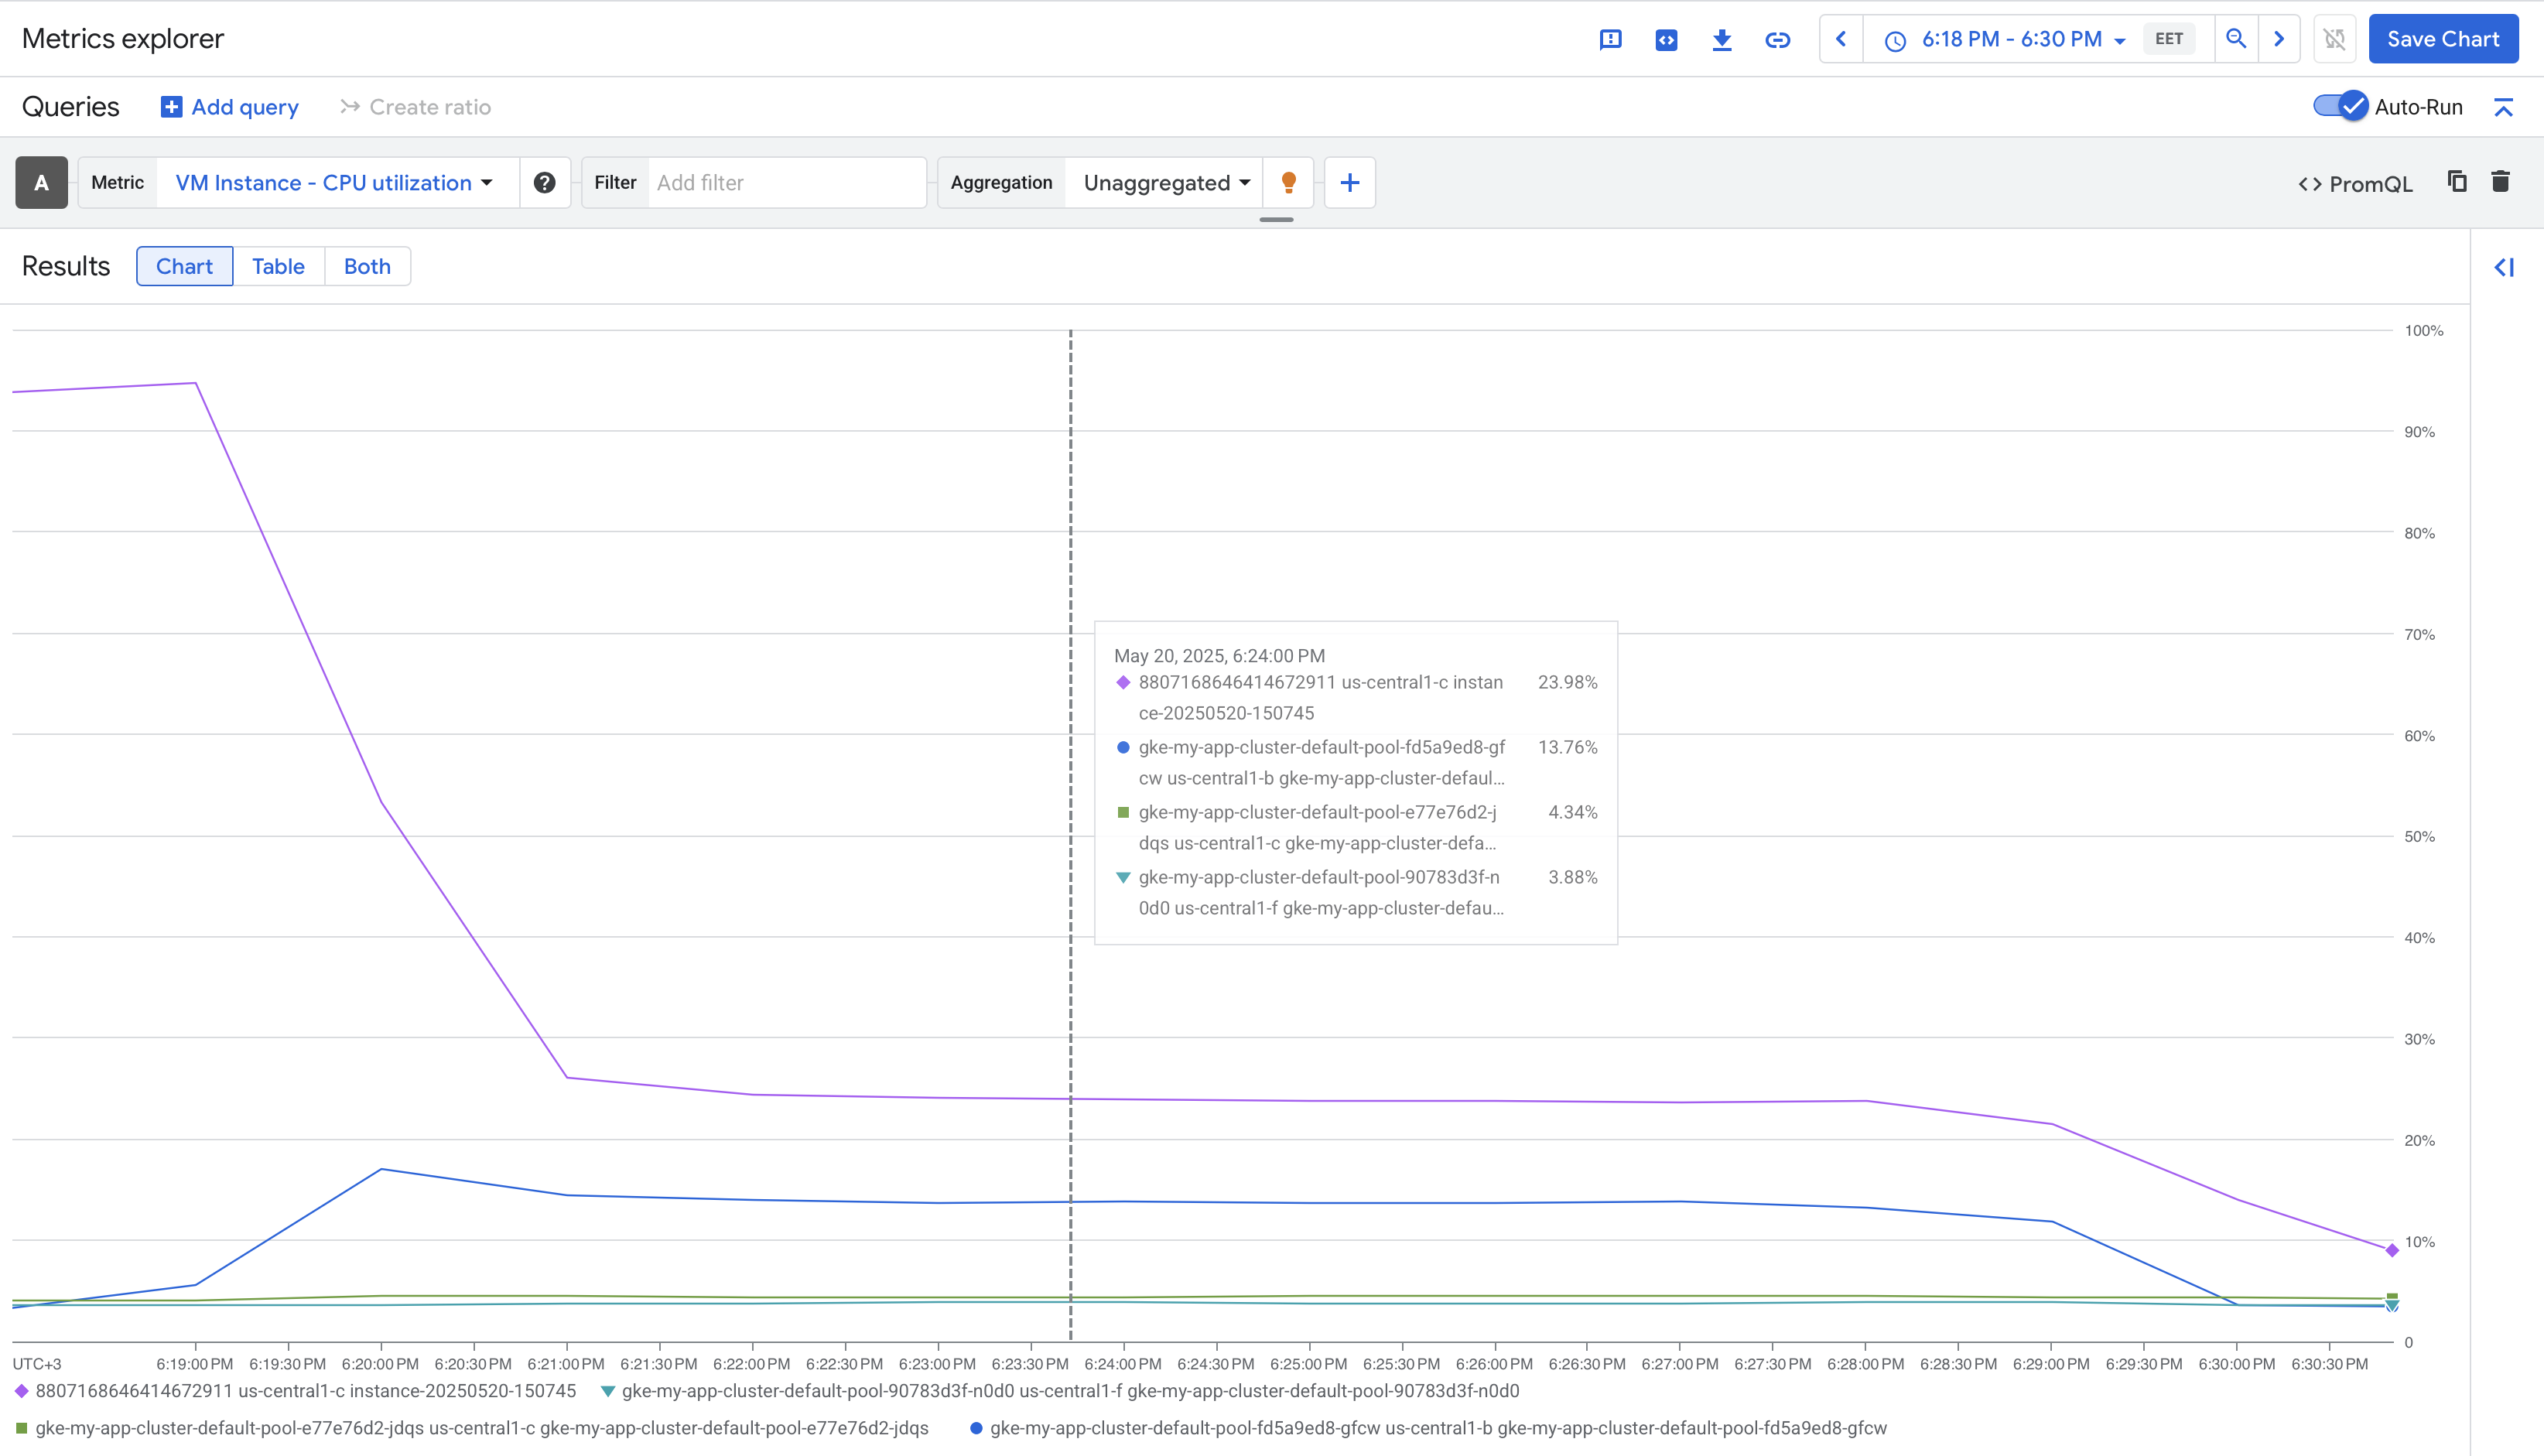 Metrics explorer
6:18 PM - 6:30 PM
EET
Save Chart
Queries
Add query
Create ratio
Auto-Run
A
Metric
VM Instance - CPU utilization
Filter
Add filter
Aggregation
Unaggregated
<> PromQL
Results
Chart
Table
Both
100%
90%
80%
70%
60%
50%
40%
30%
20%
10%
0
May 20, 2025, 6:24:00 PM
8807168646414672911 us-central1-c instan 23.98%
ce-20250520-150745
gke-my-app-cluster-default-pool-fd5a9ed8-gf 13.76%
cw us-central1-b gke-my-app-cluster-defaul...
gke-my-app-cluster-default-pool-e77e76d2-j 4.34%
dqs us-central1-c gke-my-app-cluster-defa...
gke-my-app-cluster-default-pool-90783d3f-n 3.88%
0d0 us-central1-f gke-my-app-cluster-defau...
UTC+3 6:19:00 PM 6:19:30 PM 6:20:00 PM 6:20:30 PM 6:21:00 PM 6:21:30 PM 6:22:00 PM 6:22:30 PM 6:23:00 PM 6:23:30 PM 6:24:00 PM 6:24:30 PM 6:25:00 PM 6:25:30 PM 6:26:00 PM 6:26:30 PM 6:27:00 PM 6:27:30 PM 6:28:00 PM 6:28:30 PM 6:29:00 PM 6:29:30 PM 6:30:00 PM 6:30:30 PM
8807168646414672911 us-central1-c instance-20250520-150745 gke-my-app-cluster-default-pool-90783d3f-n0d0 us-central1-f gke-my-app-cluster-default-pool-90783d3f-n0d0
gke-my-app-cluster-default-pool-e77e76d2-jdqs us-central1-c gke-my-app-cluster-default-pool-e77e76d2-jdqs gke-my-app-cluster-default-pool-fd5a9ed8-gfcw us-central1-b gke-my-app-cluster-default-pool-fd5a9ed8-gfcw